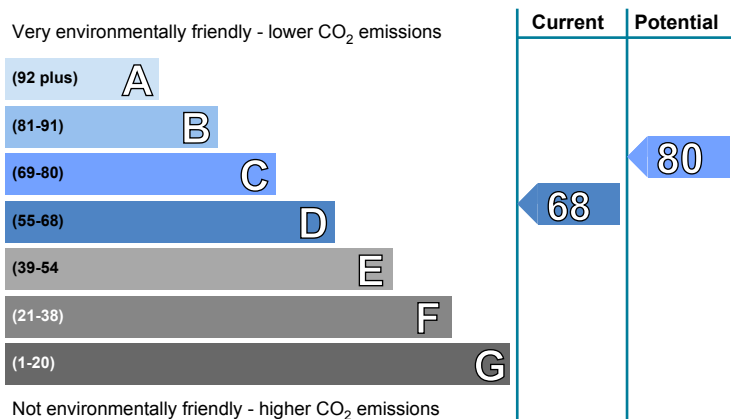 Current Potential
Very environmentally friendly - lower CO2 emissions
(92 plus) A
(81-91) B
(69-80) C
80
(55-68) D
68
(39-54 E
(21-38) F
(1-20) G
Not environmentally friendly - higher CO2 emissions